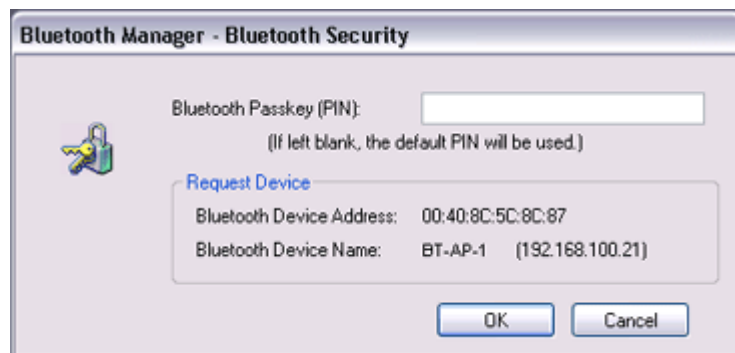 Bluetooth Manager - Bluetooth Security
Bluetooth Passkey (PIN):
(If left blank, the default PIN will be used.)
Request Device
Bluetooth Device Address: 00:40:8C:5C:8C:87
Bluetooth Device Name: BT-AP-1 (192.168.100.21)
OK Cancel